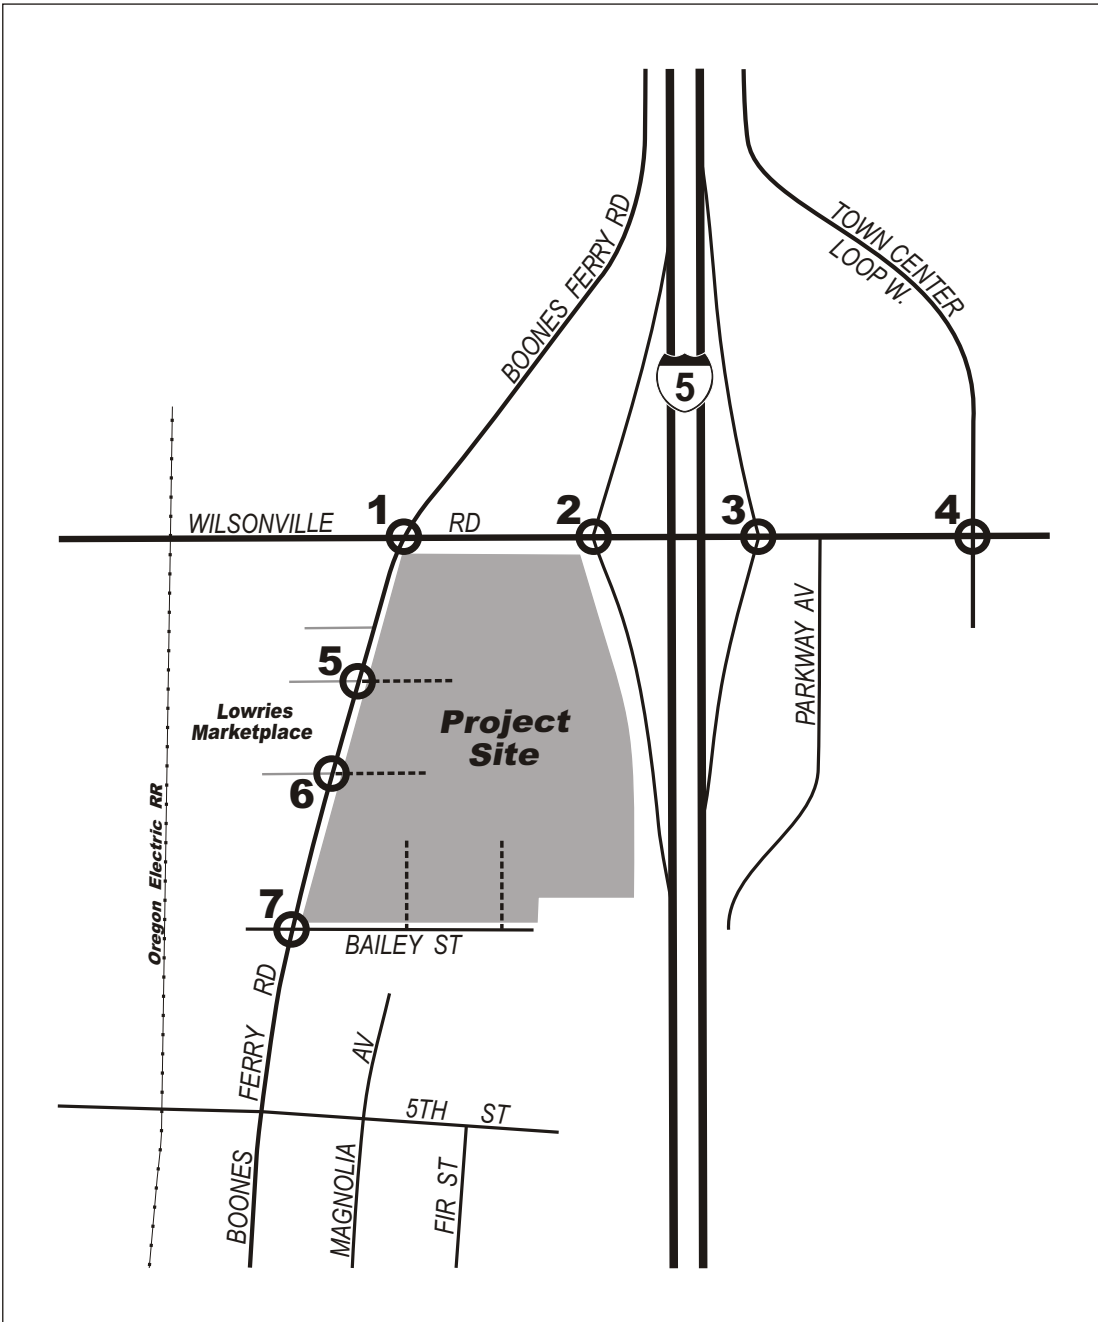 BOONES FERRY RD
TOWN CENTER
LOOP W.
5
WILSONVILLE RD
1
2
3
4
PARKWAY AV
5
Lowries
Marketplace
Project
Site
6
Oregon Electric RR
7
BAILEY ST
BOONES FERRY RD
MAGNOLIA AV
5TH ST
FIR ST